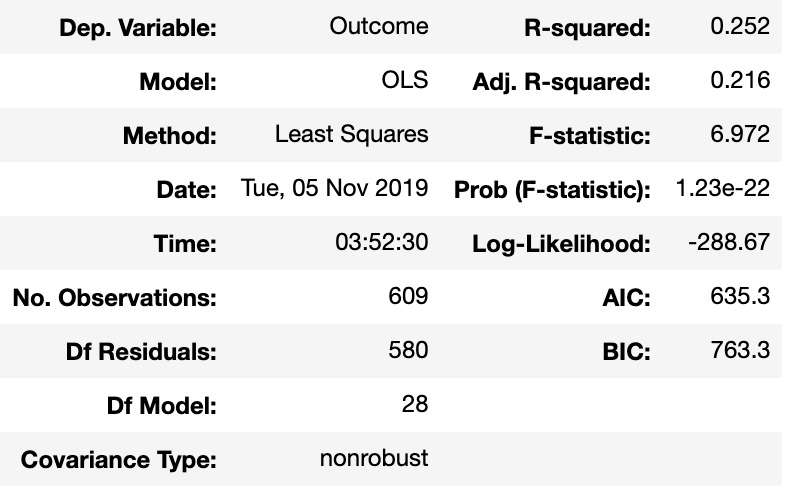 Dep. Variable: Outcome R-squared: 0.252
Model: OLS Adj. R-squared: 0.216
Method: Least Squares F-statistic: 6.972
Date: Tue, 05 Nov 2019 Prob (F-statistic): 1.23e-22
Time: 03:52:30 Log-Likelihood: -288.67
No. Observations: 609 AIC: 635.3
Df Residuals: 580 BIC: 763.3
Df Model: 28
Covariance Type: nonrobust